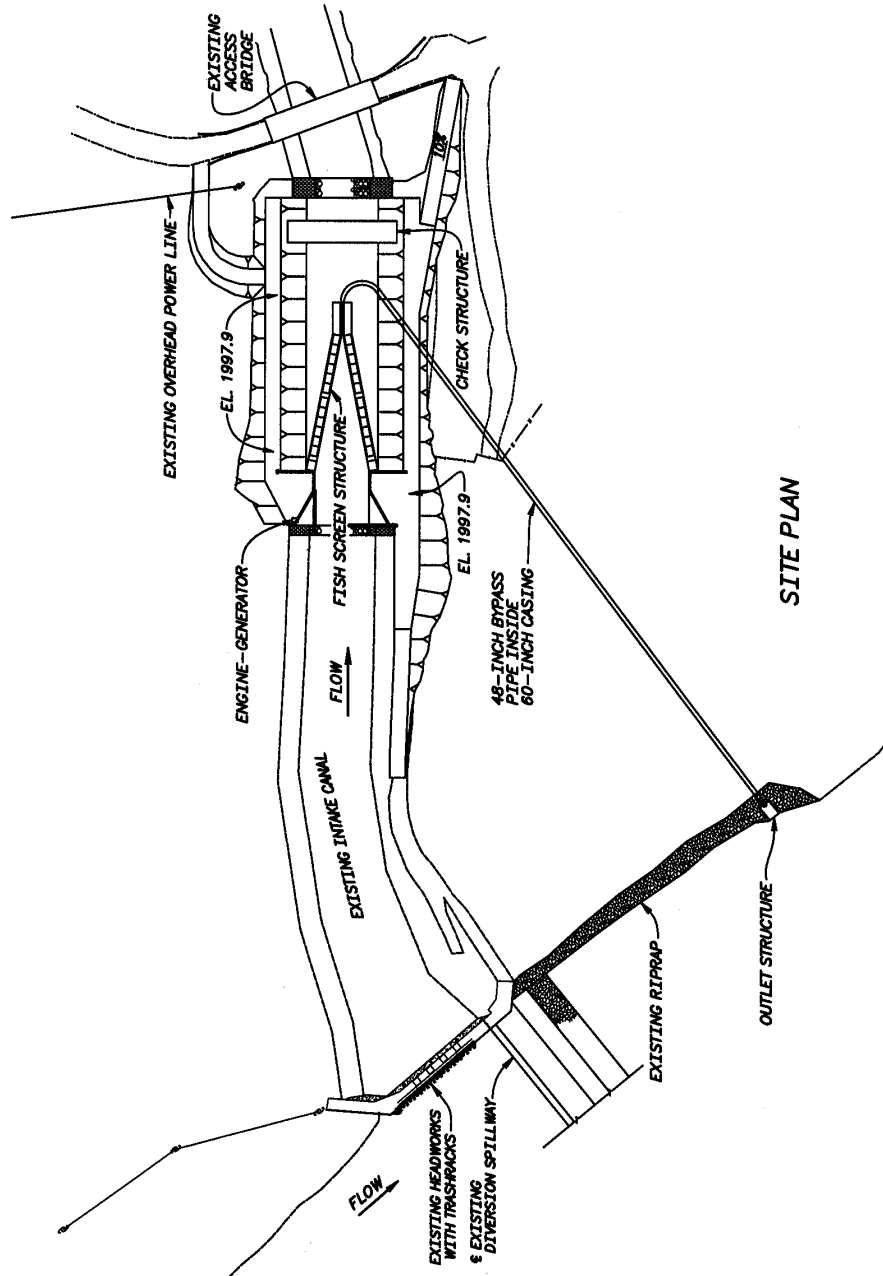 EXISTING
ACCESS
BRIDGE
EXISTING OVERHEAD POWER LINE
10%
EL. 1997.9
CHECK STRUCTURE
ENGINE-GENERATOR
FISH SCREEN STRUCTURE
EL. 1997.9
FLOW
48-INCH BYPASS
PIPE INSIDE
60-INCH CASING
EXISTING INTAKE CANAL
SITE PLAN
FLOW
EXISTING HEADWORKS
WITH TRASHRACKS
℄ EXISTING
DIVERSION SPILLWAY
EXISTING RIPRAP
OUTLET STRUCTURE